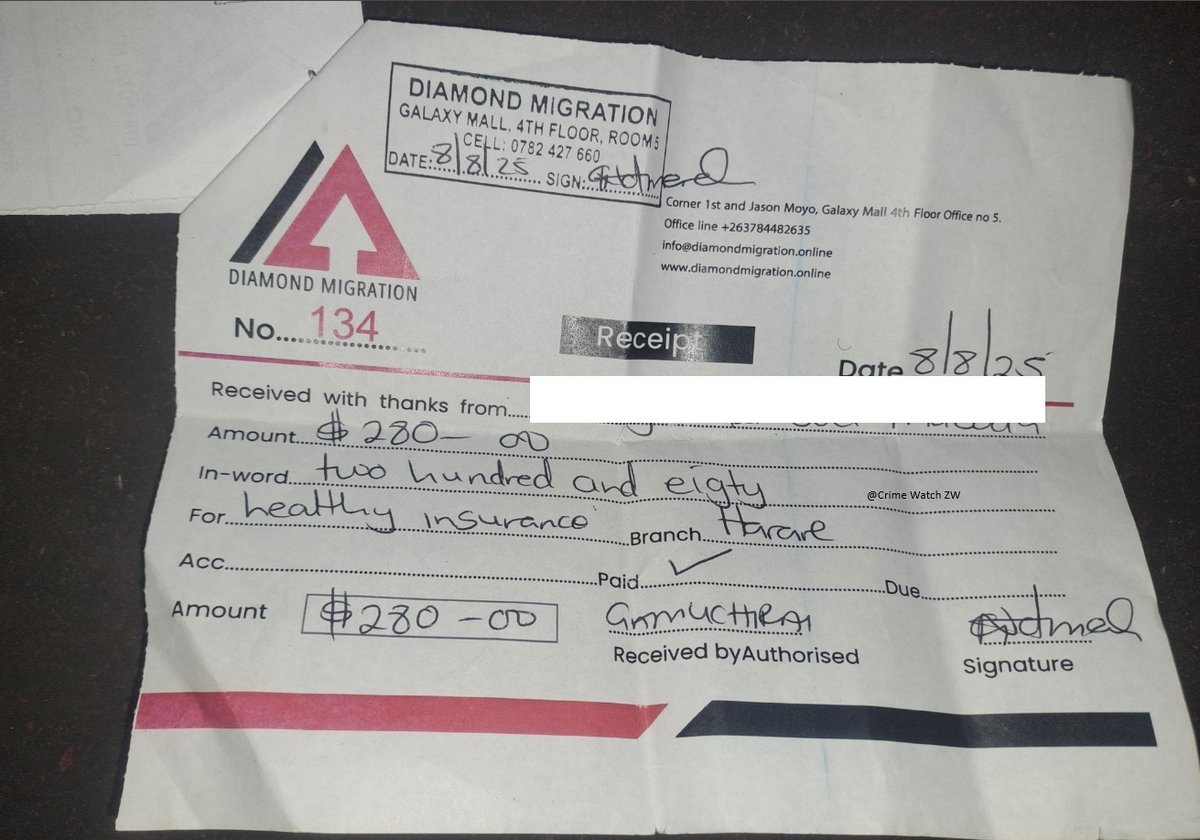 DIAMOND MIGRATION
GALAXY MALL, 4TH FLOOR, ROOM 5
CELL: 0782 427 660
DATE: 8/8/25 SIGN:
Corner 1st and Jason Moyo, Galaxy Mall 4th Floor Office no 5.
Office line +263784482635
info@diamondmigration.online
www.diamondmigration.online
DIAMOND MIGRATION
No. 134
Receipt
Date 8/8/25
Received with thanks from
Amount $280-00
In-word two hundred and eigty
@Crime Watch ZW
For healthy insurance Branch Harare
Acc Paid ✓ Due
Amount $280-00 GAMUCHIRAI
Received byAuthorised Signature